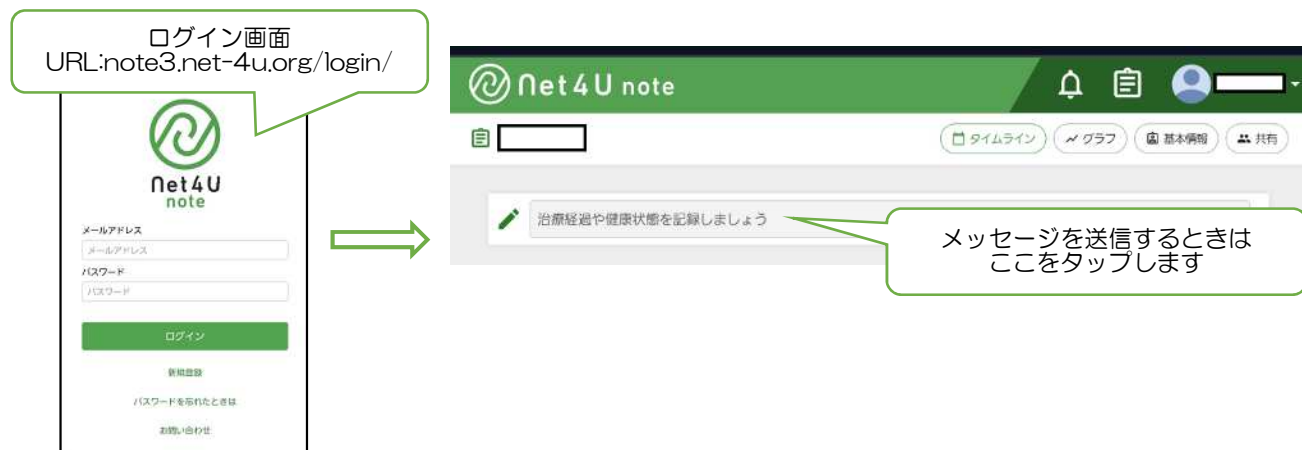 ログイン画面
URL:note3.net-4u.org/login/
Net4U
note
メールアドレス
メールアドレス
パスワード
パスワード
ログイン
新規登録
パスワードを忘れたときは
お問い合わせ
Net4U note
タイムライン
グラフ
基本情報
共有
治療経過や健康状態を記録しましょう
メッセージを送信するときは
ここをタップします